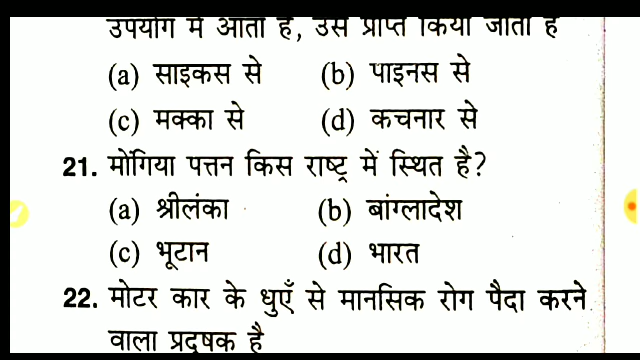 उपयोग में आता है, उसे प्राप्त किया जाता है
(a) साइकस से (b) पाइनस से
(c) मक्का से (d) कचनार से
21. मोंगिया पत्तन किस राष्ट्र में स्थित है?
(a) श्रीलंका (b) बांग्लादेश
(c) भूटान (d) भारत
22. मोटर कार के धुएँ से मानसिक रोग पैदा करने
वाला प्रदूषक है